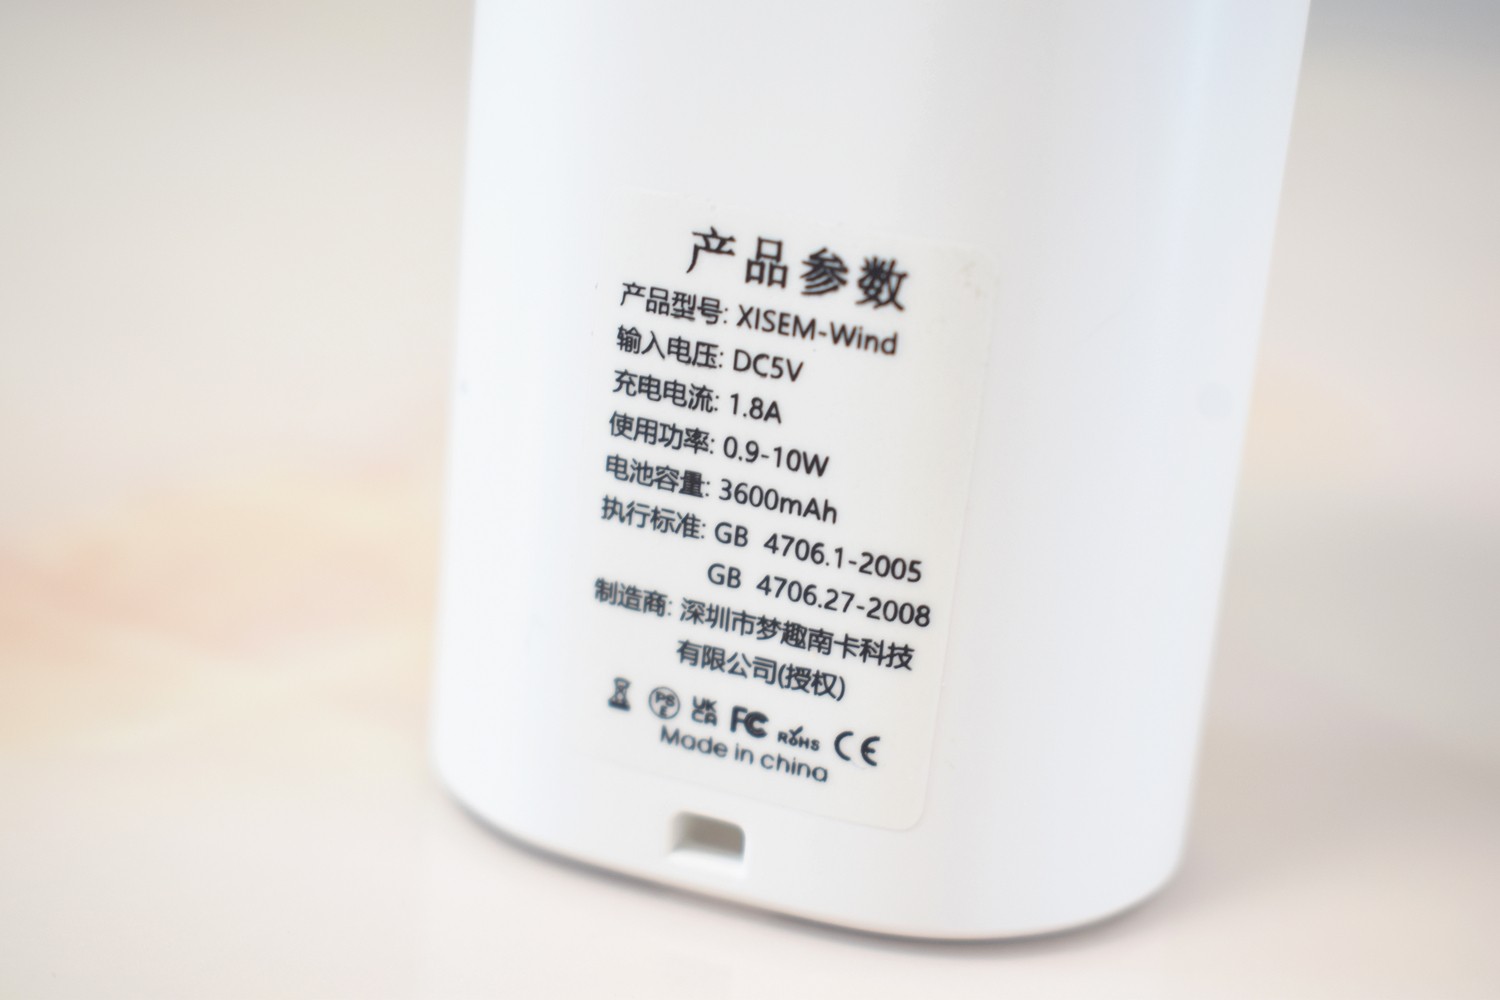 产品参数
产品型号: XISEM-Wind
输入电压: DC5V
充电电流: 1.8A
使用功率: 0.9-10W
电池容量: 3600mAh
执行标准: GB 4706.1-2005
GB 4706.27-2008
制造商: 深圳市梦趣南卡科技
有限公司(授权)
PS E UK CA FC RoHS CE
Made in china